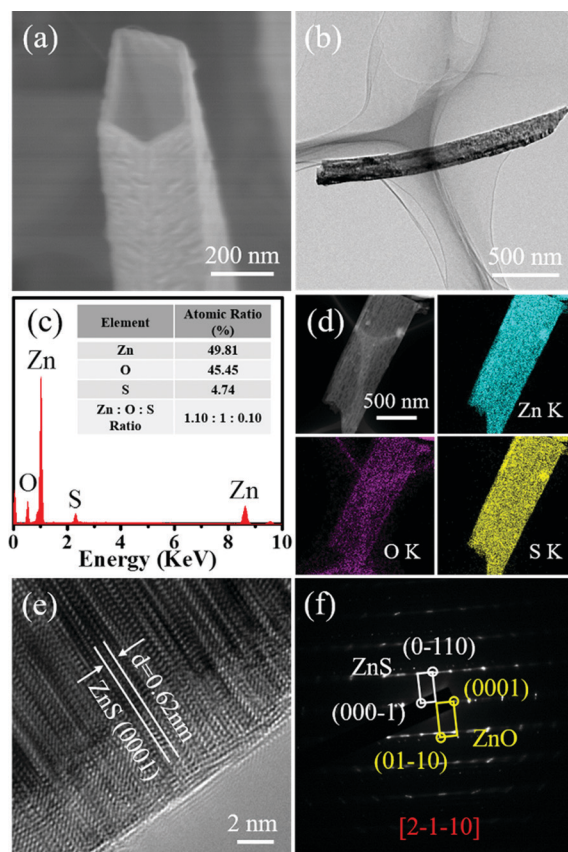 (a)
200 nm
(b)
500 nm
(c)
Element
Atomic Ratio
(%)
Zn
49.81
O
45.45
S
4.74
Zn : O : S
Ratio
1.10 : 1 : 0.10
Zn
O
S
Zn
0 2 4 6 8 10
Energy (KeV)
(d)
500 nm
Zn K
O K
S K
(e)
d=0.62nm
ZnS (0001)
2 nm
(f)
(0-110)
ZnS
(0001)
(000-1)
(01-10)
ZnO
[2-1-10]